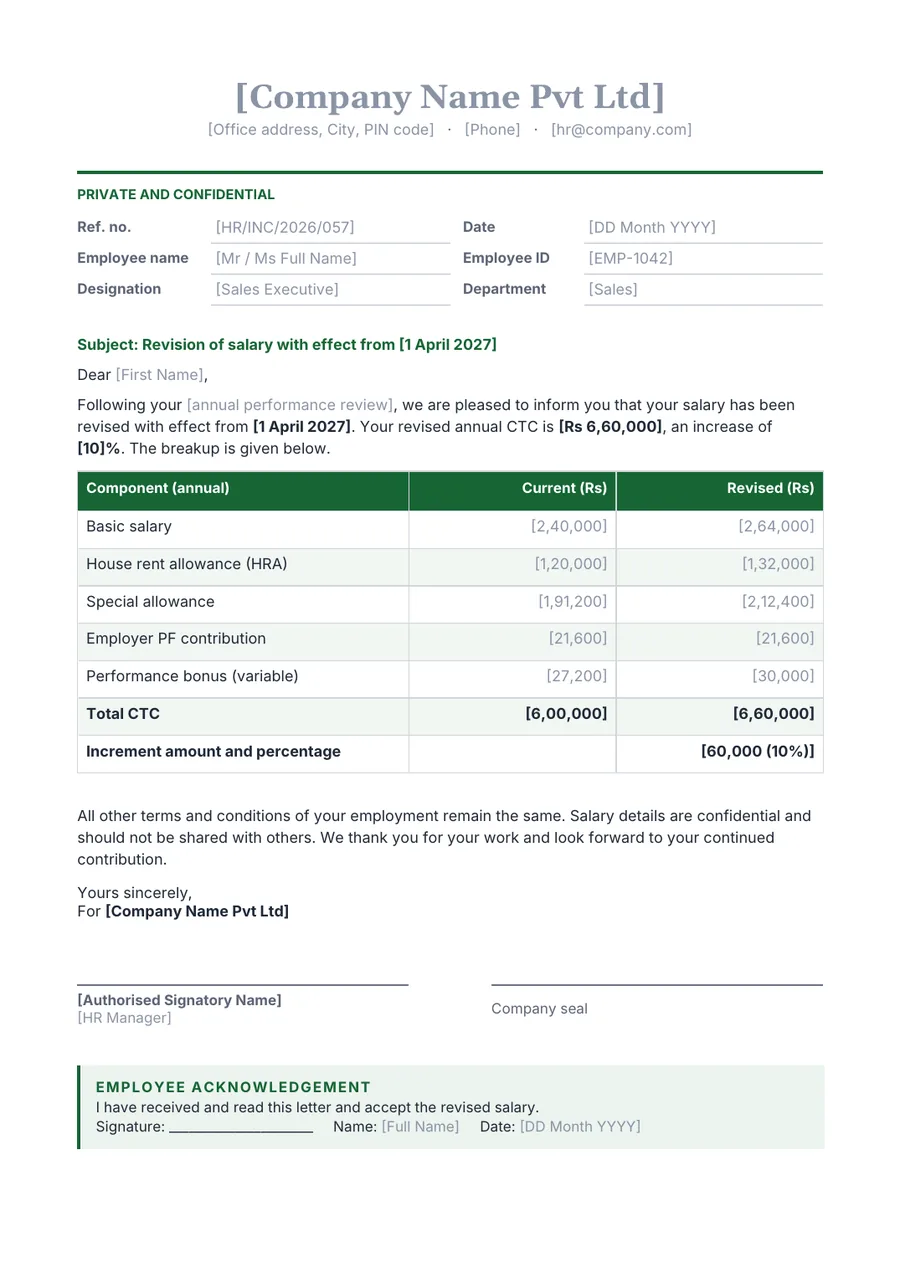 [Company Name Pvt Ltd]
[Office address, City, PIN code] · [Phone] · [hr@company.com]
PRIVATE AND CONFIDENTIAL
Ref. no. [HR/INC/2026/057] Date [DD Month YYYY]
Employee name [Mr / Ms Full Name] Employee ID [EMP-1042]
Designation [Sales Executive] Department [Sales]
Subject: Revision of salary with effect from [1 April 2027]
Dear [First Name],
Following your [annual performance review], we are pleased to inform you that your salary has been
revised with effect from [1 April 2027]. Your revised annual CTC is [Rs 6,60,000], an increase of
[10]%. The breakup is given below.
Component (annual) Current (Rs) Revised (Rs)
Basic salary [2,40,000] [2,64,000]
House rent allowance (HRA) [1,20,000] [1,32,000]
Special allowance [1,91,200] [2,12,400]
Employer PF contribution [21,600] [21,600]
Performance bonus (variable) [27,200] [30,000]
Total CTC [6,00,000] [6,60,000]
Increment amount and percentage [60,000 (10%)]
All other terms and conditions of your employment remain the same. Salary details are confidential and
should not be shared with others. We thank you for your work and look forward to your continued
contribution.
Yours sincerely,
For [Company Name Pvt Ltd]
[Authorised Signatory Name]
[HR Manager]
Company seal
EMPLOYEE ACKNOWLEDGEMENT
I have received and read this letter and accept the revised salary.
Signature: ____________________ Name: [Full Name] Date: [DD Month YYYY]